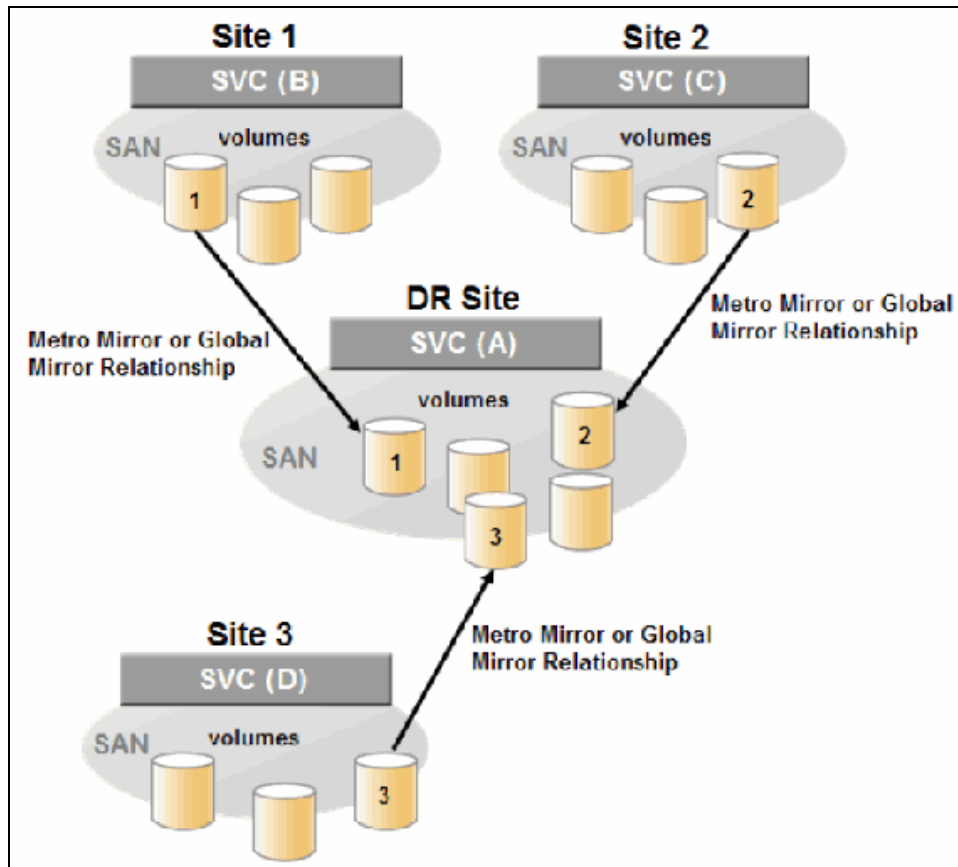 Site 1
SVC (B)
SAN
volumes
1
Site 2
SVC (C)
SAN
volumes
2
Metro Mirror or Global
Mirror Relationship
Metro Mirror or Global
Mirror Relationship
DR Site
SVC (A)
volumes
SAN
1
2
3
Metro Mirror or Global
Mirror Relationship
Site 3
SVC (D)
SAN
volumes
3